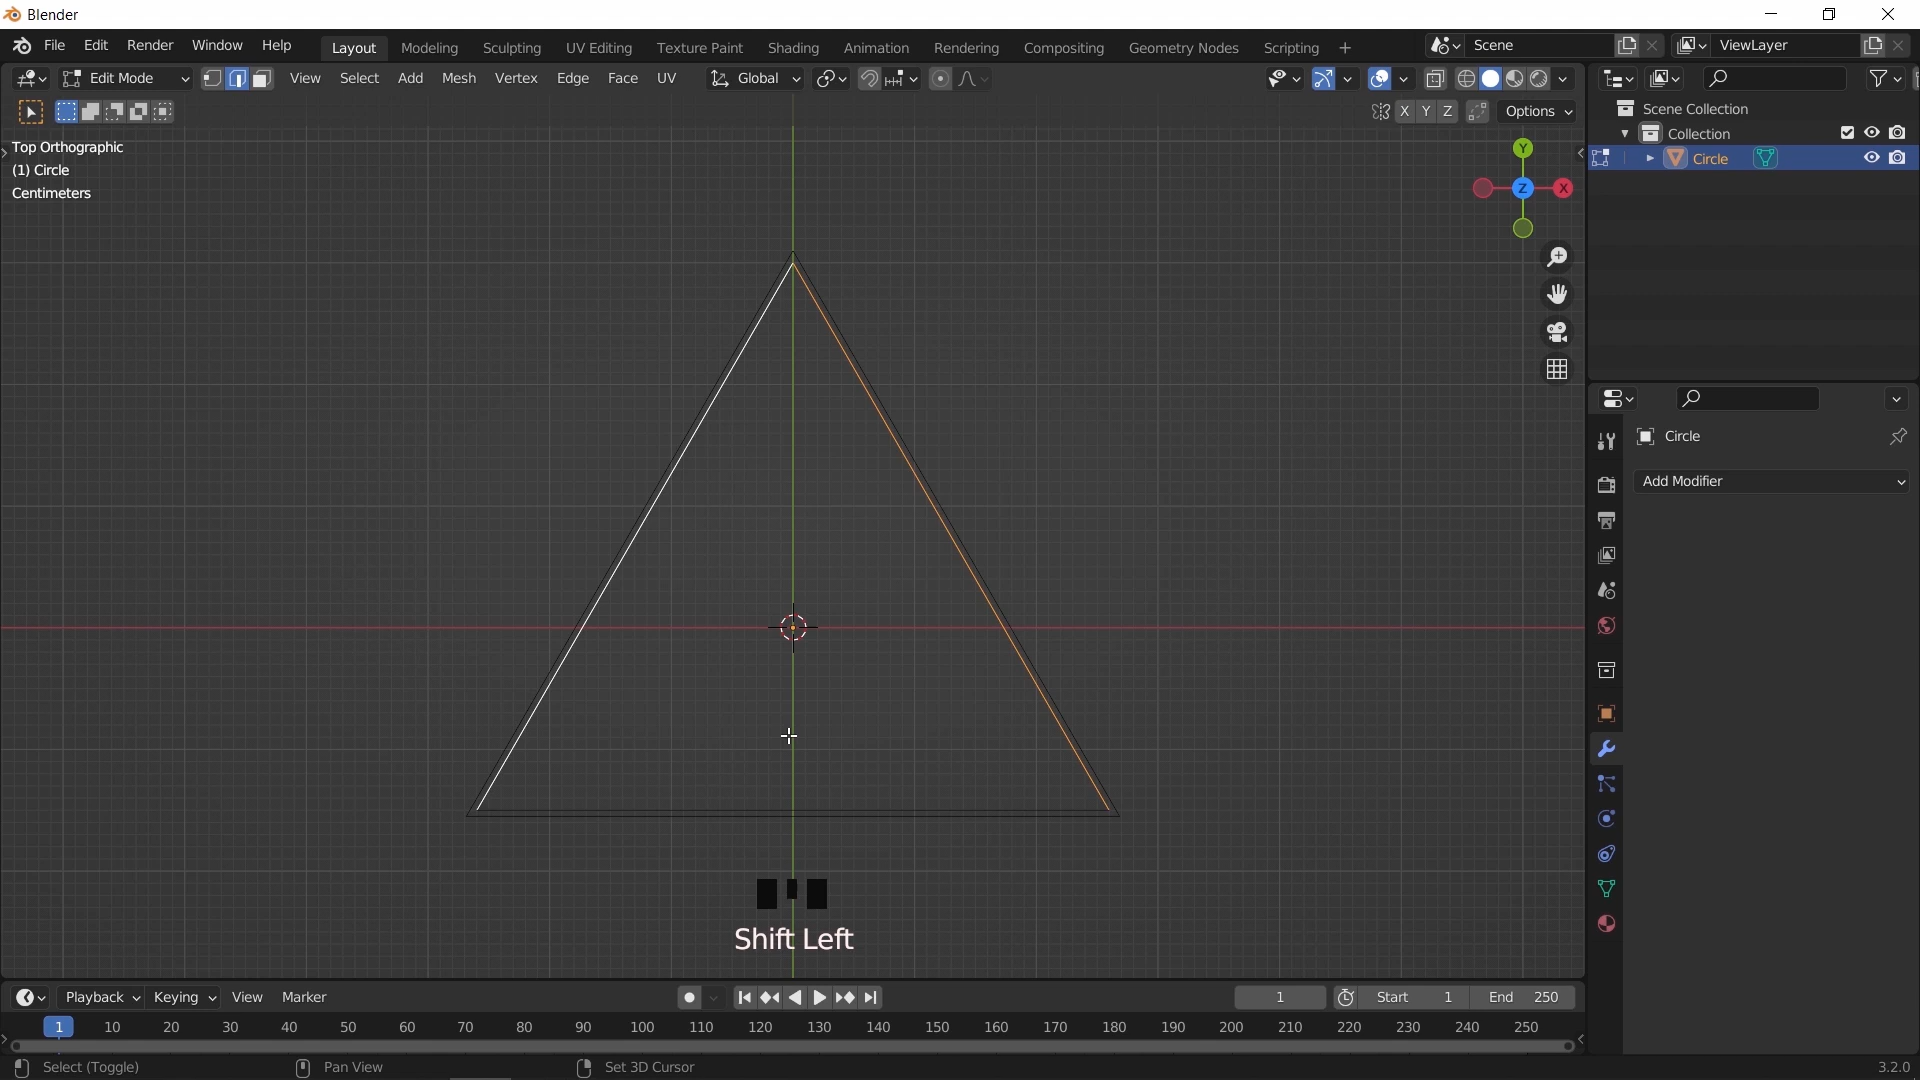 Blender
File Edit Render Window Help Layout Modeling Sculpting UV Editing Texture Paint Shading Animation Rendering Compositing Geometry Nodes Scripting + Scene ViewLayer
Edit Mode View Select Add Mesh Vertex Edge Face UV Global
X Y Z Options
Scene Collection
Collection
Circle
Top Orthographic
(1) Circle
Centimeters
Y
Z X
Circle
Add Modifier
Shift Left
Playback Keying View Marker 1 Start 1 End 250
1 10 20 30 40 50 60 70 80 90 100 110 120 130 140 150 160 170 180 190 200 210 220 230 240 250
Select (Toggle) Pan View Set 3D Cursor 3.2.0